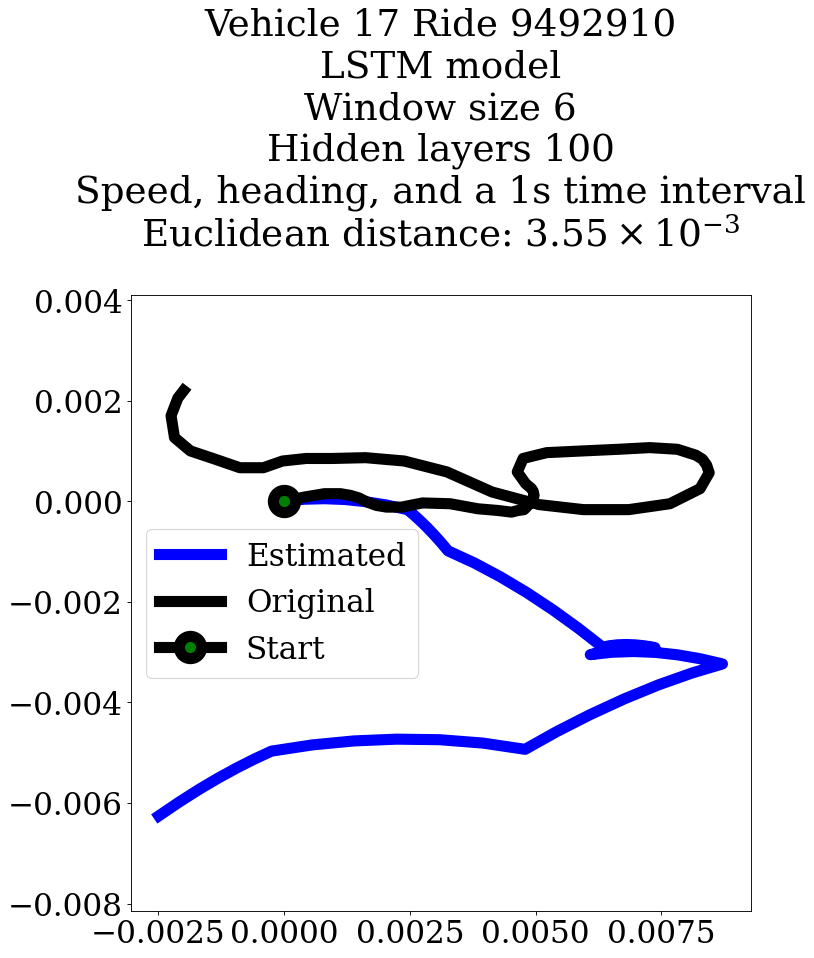 Vehicle 17 Ride 9492910
LSTM model
Window size 6
Hidden layers 100
Speed, heading, and a 1s time interval
Euclidean distance: 3.55 × 10⁻³
0.004
0.002
0.000
−0.002
−0.004
−0.006
−0.008
Estimated
Original
Start
−0.0025 0.0000 0.0025 0.0050 0.0075